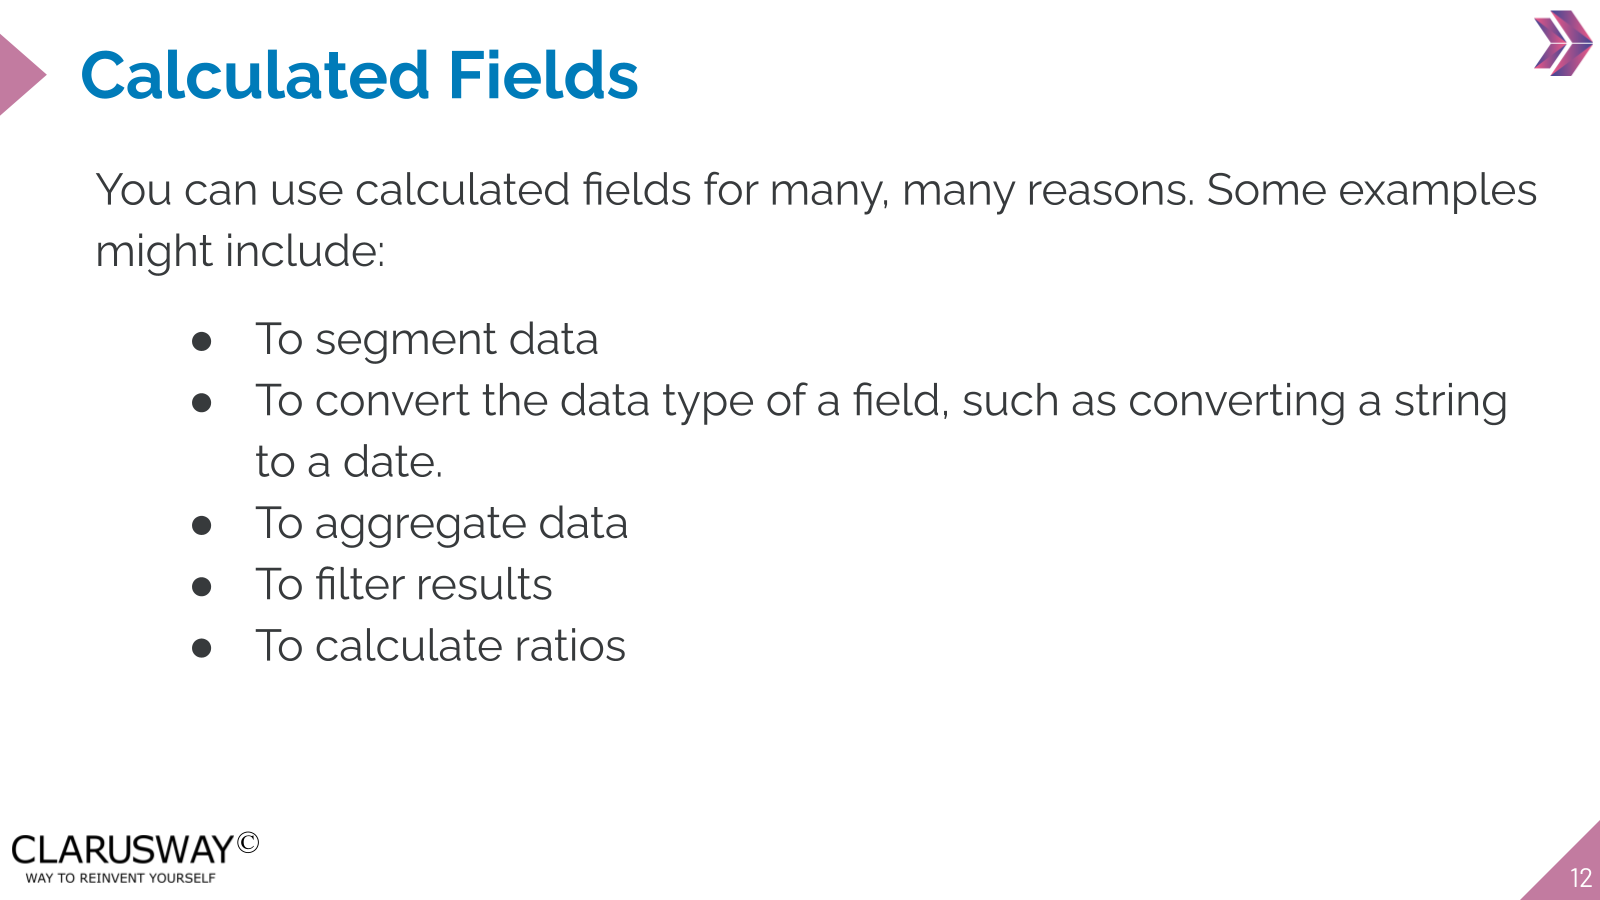 Calculated Fields
You can use calculated fields for many, many reasons. Some examples
might include:
● To segment data
● To convert the data type of a field, such as converting a string
to a date.
● To aggregate data
● To filter results
● To calculate ratios
CLARUSWAY©
WAY TO REINVENT YOURSELF
12